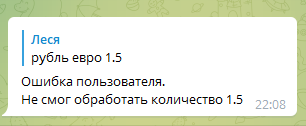 Леся
рубль евро 1.5
Ошибка пользователя.
Не смог обработать количество 1.5
22:08